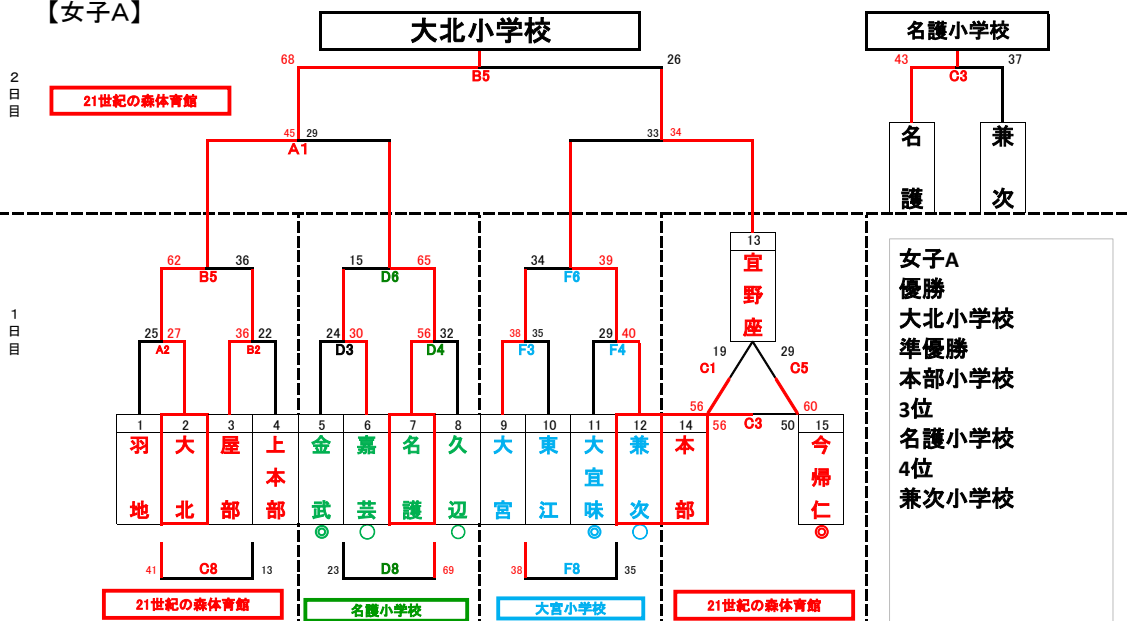 【女子A】
大北小学校
名護小学校
68
26
B5
43
37
C3
2日目
21世紀の森体育館
45
29
A1
33
34
名護
兼次
13
宜野座
62
36
B5
15
65
D6
34
39
F6
女子A
優勝
大北小学校
準優勝
本部小学校
3位
名護小学校
4位
兼次小学校
1日目
25
27
A2
36
22
B2
24
30
D3
56
32
D4
38
35
F3
29
40
F4
19
C1
29
C5
56
56
C3
50
60
1
2
3
4
5
6
7
8
9
10
11
12
14
15
羽地
大北
屋部
上本部
金武
嘉芸
名護
久辺
大宮
東江
大宜味
兼次
本部
今帰仁
◎
○
○
◎
○
◎
41
C8
13
23
D8
69
38
F8
35
21世紀の森体育館
名護小学校
大宮小学校
21世紀の森体育館